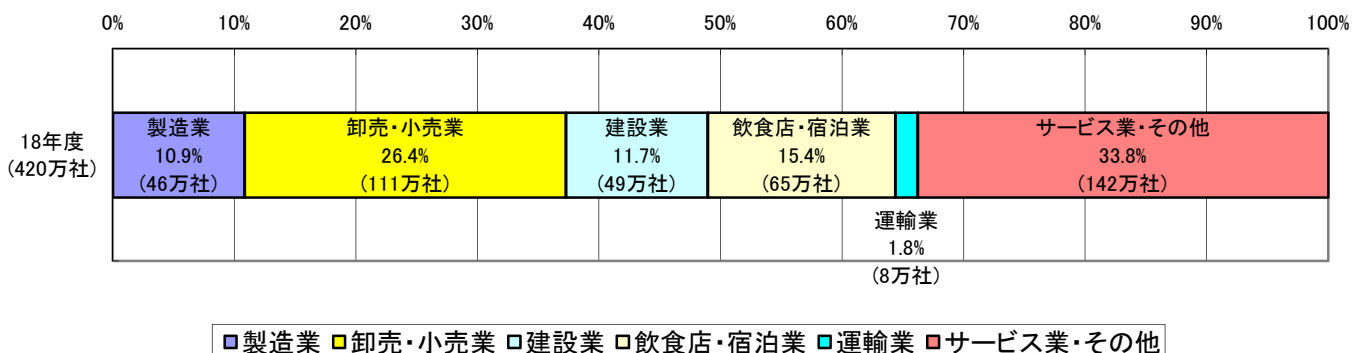 0% 10% 20% 30% 40% 50% 60% 70% 80% 90% 100%
18年度
(420万社)
製造業
10.9%
(46万社)
卸売・小売業
26.4%
(111万社)
建設業
11.7%
(49万社)
飲食店・宿泊業
15.4%
(65万社)
運輸業
1.8%
(8万社)
サービス業・その他
33.8%
(142万社)
製造業 卸売・小売業 建設業 飲食店・宿泊業 運輸業 サービス業・その他